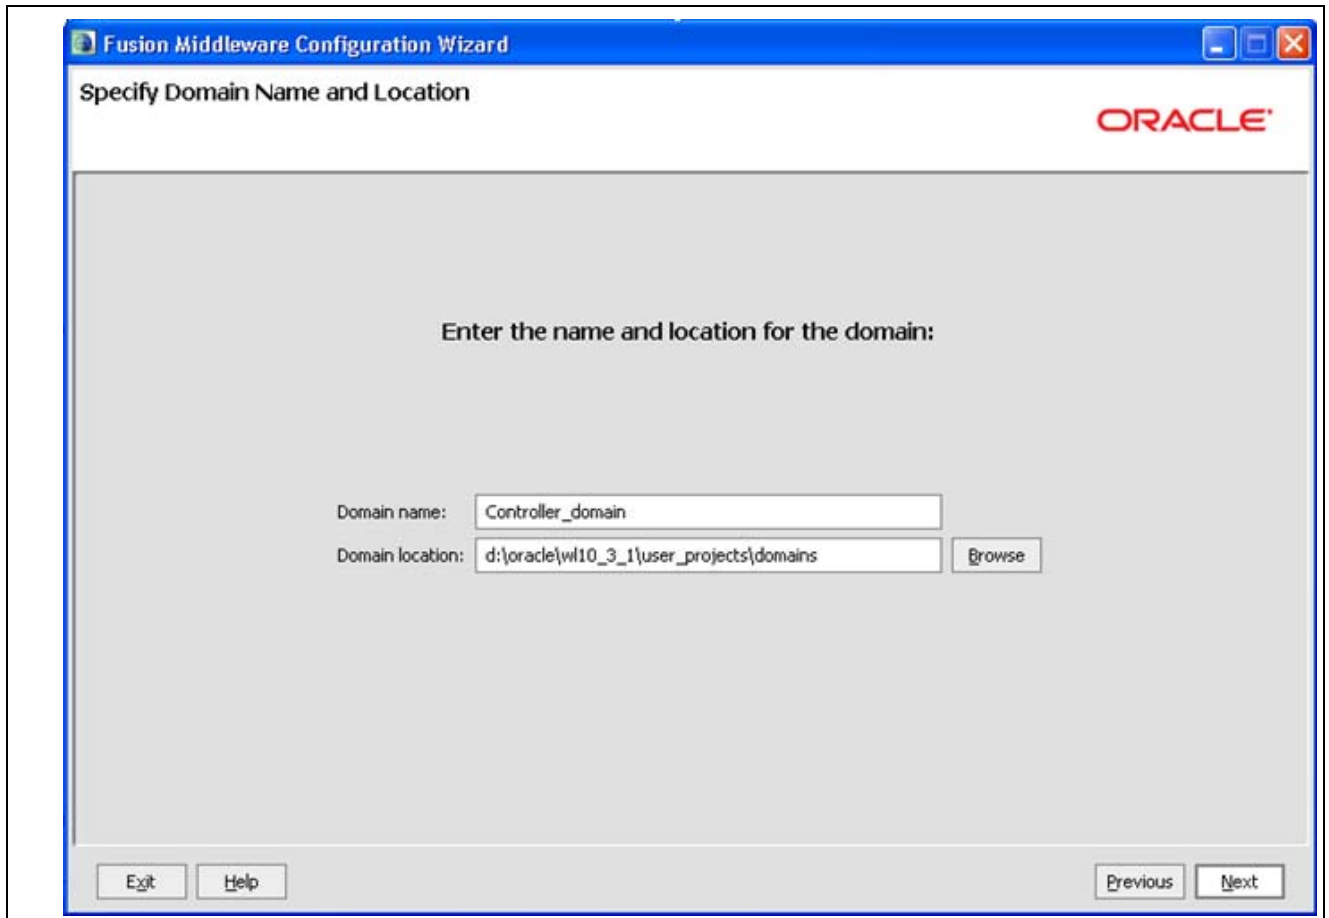 Fusion Middleware Configuration Wizard
Specify Domain Name and Location
ORACLE
Enter the name and location for the domain:
Domain name: Controller_domain
Domain location: d:\oracle\wl10_3_1\user_projects\domains Browse
Exit Help Previous Next